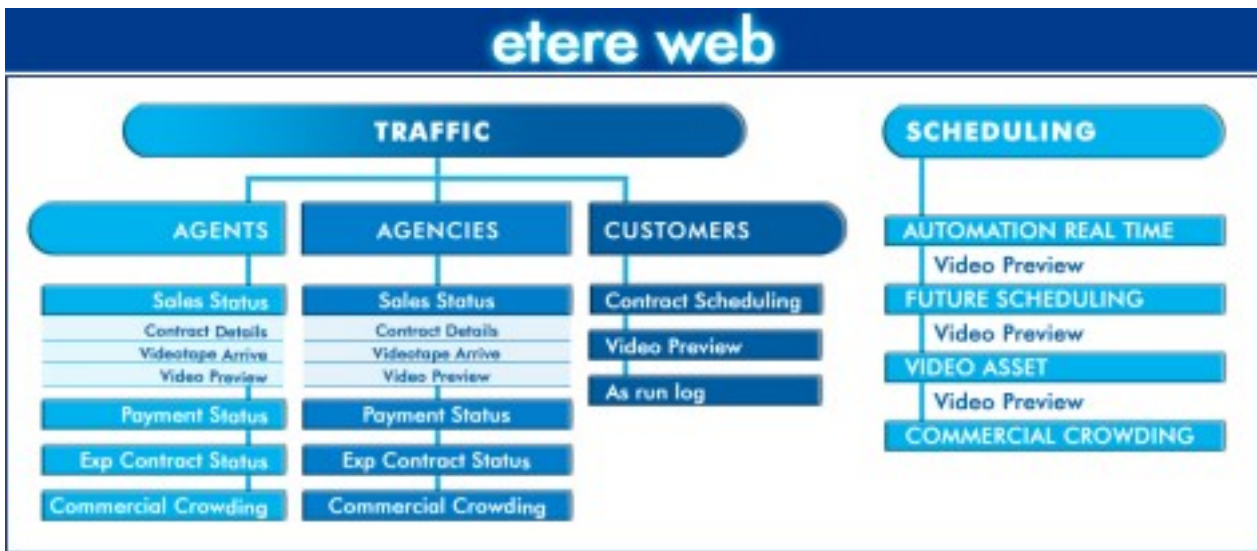 etere web
TRAFFIC
AGENTS
Sales Status
Contract Details
Videotape Arrive
Video Preview
Payment Status
Exp Contract Status
Commercial Crowding
AGENCIES
Sales Status
Contract Details
Videotape Arrive
Video Preview
Payment Status
Exp Contract Status
Commercial Crowding
CUSTOMERS
Contract Scheduling
Video Preview
As run log
SCHEDULING
AUTOMATION REAL TIME
Video Preview
FUTURE SCHEDULING
Video Preview
VIDEO ASSET
Video Preview
COMMERCIAL CROWDING